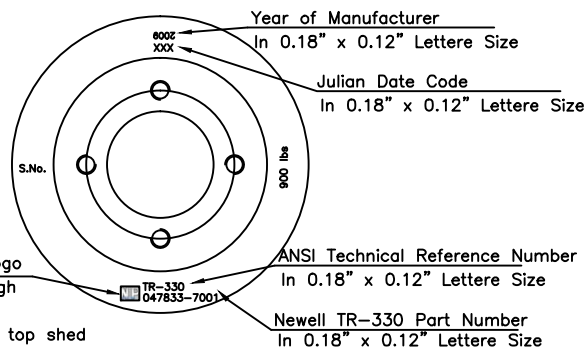 Year of Manufacturer
In 0.18" x 0.12" Lettere Size
2009
XXX
Julian Date Code
In 0.18" x 0.12" Lettere Size
S.No.
900 lbs
ANSI Technical Reference Number
In 0.18" x 0.12" Lettere Size
go
gh
TR-330
047833-7001
Newell TR-330 Part Number
In 0.18" x 0.12" Lettere Size
top shed